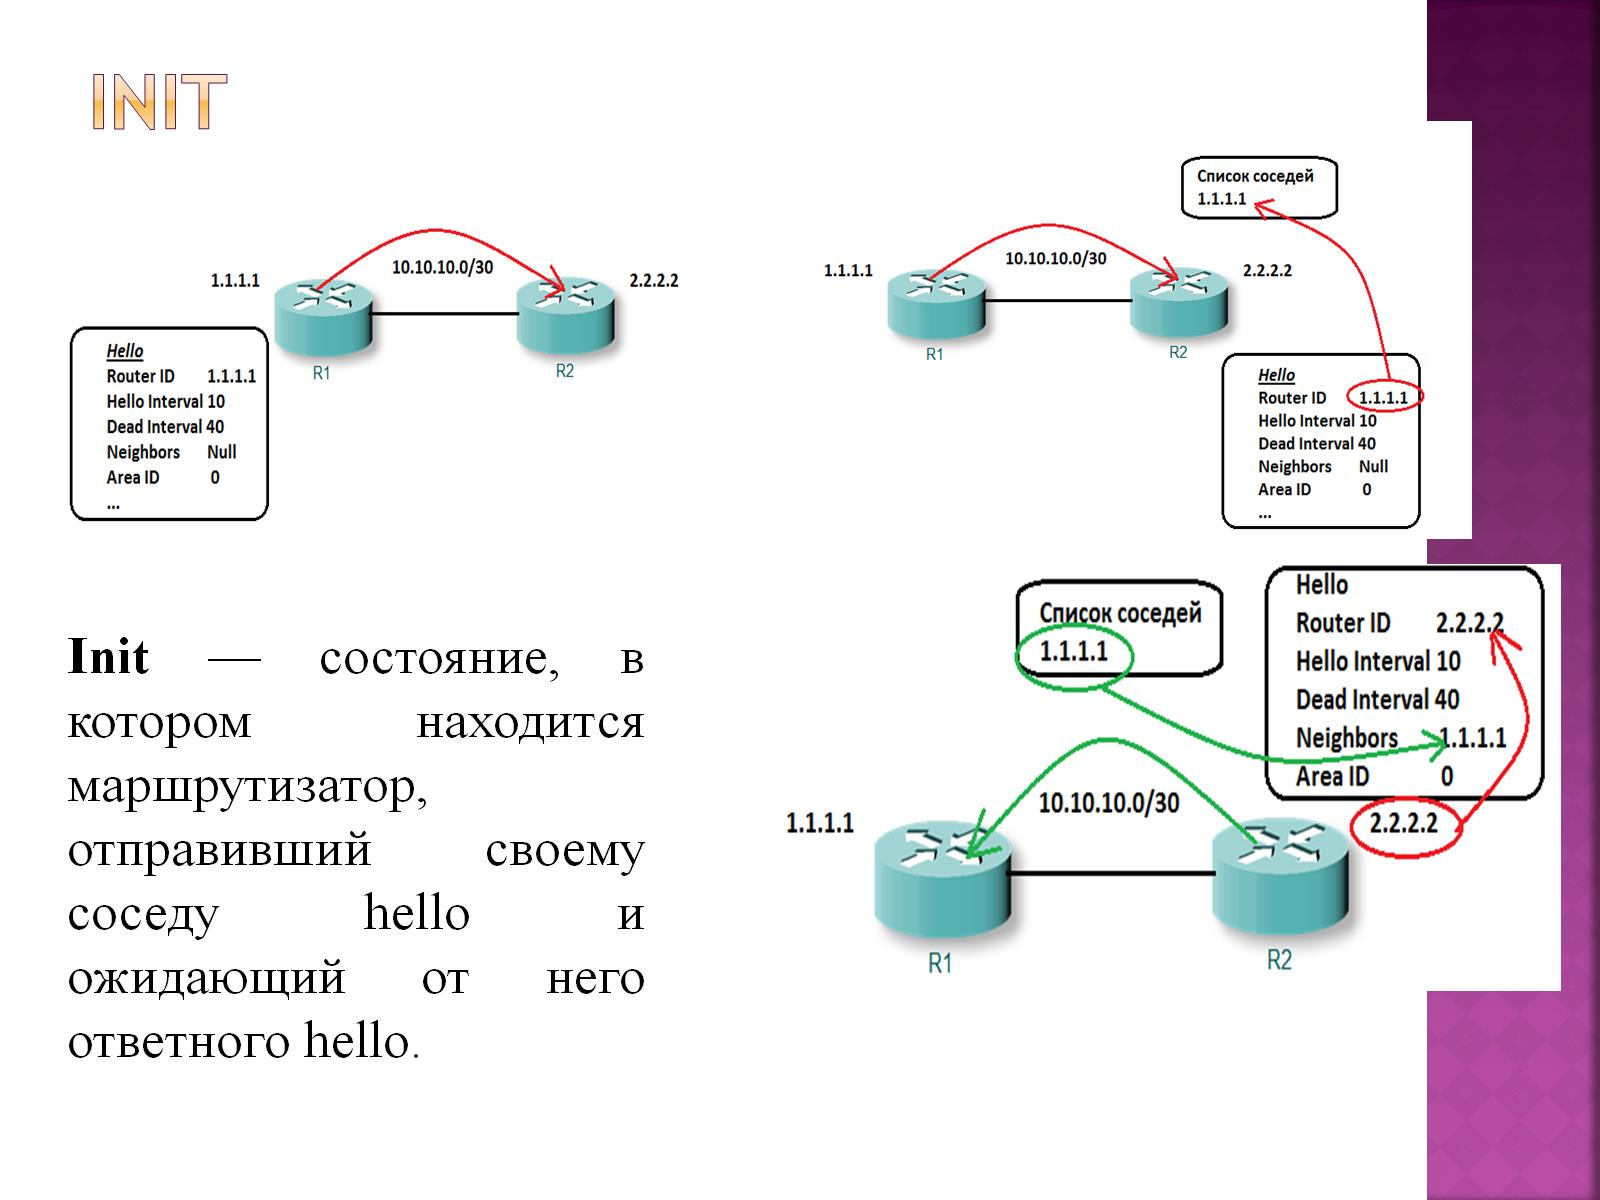 INIT
1.1.1.1
10.10.10.0/30
2.2.2.2
R1
R2
Hello
Router ID 1.1.1.1
Hello Interval 10
Dead Interval 40
Neighbors Null
Area ID 0
...
Список соседей
1.1.1.1
1.1.1.1
10.10.10.0/30
2.2.2.2
R1
R2
Hello
Router ID 1.1.1.1
Hello Interval 10
Dead Interval 40
Neighbors Null
Area ID 0
...
Init — состояние, в
котором находится
маршрутизатор,
отправивший своему
соседу hello и
ожидающий от него
ответного hello.
Список соседей
1.1.1.1
Hello
Router ID 2.2.2.2
Hello Interval 10
Dead Interval 40
Neighbors 1.1.1.1
Area ID 0
1.1.1.1
10.10.10.0/30
2.2.2.2
R1
R2